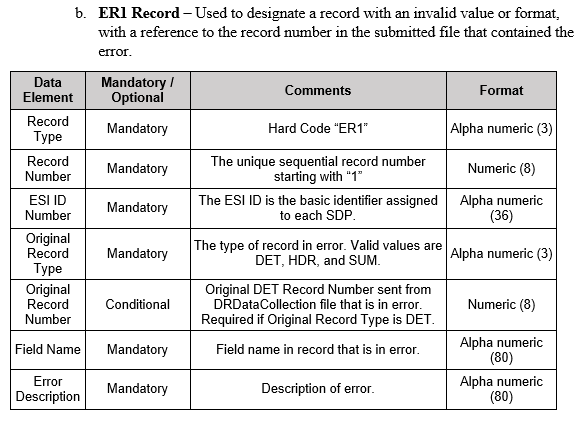 b. ER1 Record – Used to designate a record with an invalid value or format,
with a reference to the record number in the submitted file that contained the
error.
Data
Element
Mandatory /
Optional
Comments
Format
Record
Type
Mandatory
Hard Code “ER1”
Alpha numeric (3)
Record
Number
Mandatory
The unique sequential record number
starting with “1”
Numeric (8)
ESI ID
Number
Mandatory
The ESI ID is the basic identifier assigned
to each SDP.
Alpha numeric
(36)
Original
Record
Type
Mandatory
The type of record in error. Valid values are
DET, HDR, and SUM.
Alpha numeric (3)
Original
Record
Number
Conditional
Original DET Record Number sent from
DRDataCollection file that is in error.
Required if Original Record Type is DET.
Numeric (8)
Field Name
Mandatory
Field name in record that is in error.
Alpha numeric
(80)
Error
Description
Mandatory
Description of error.
Alpha numeric
(80)